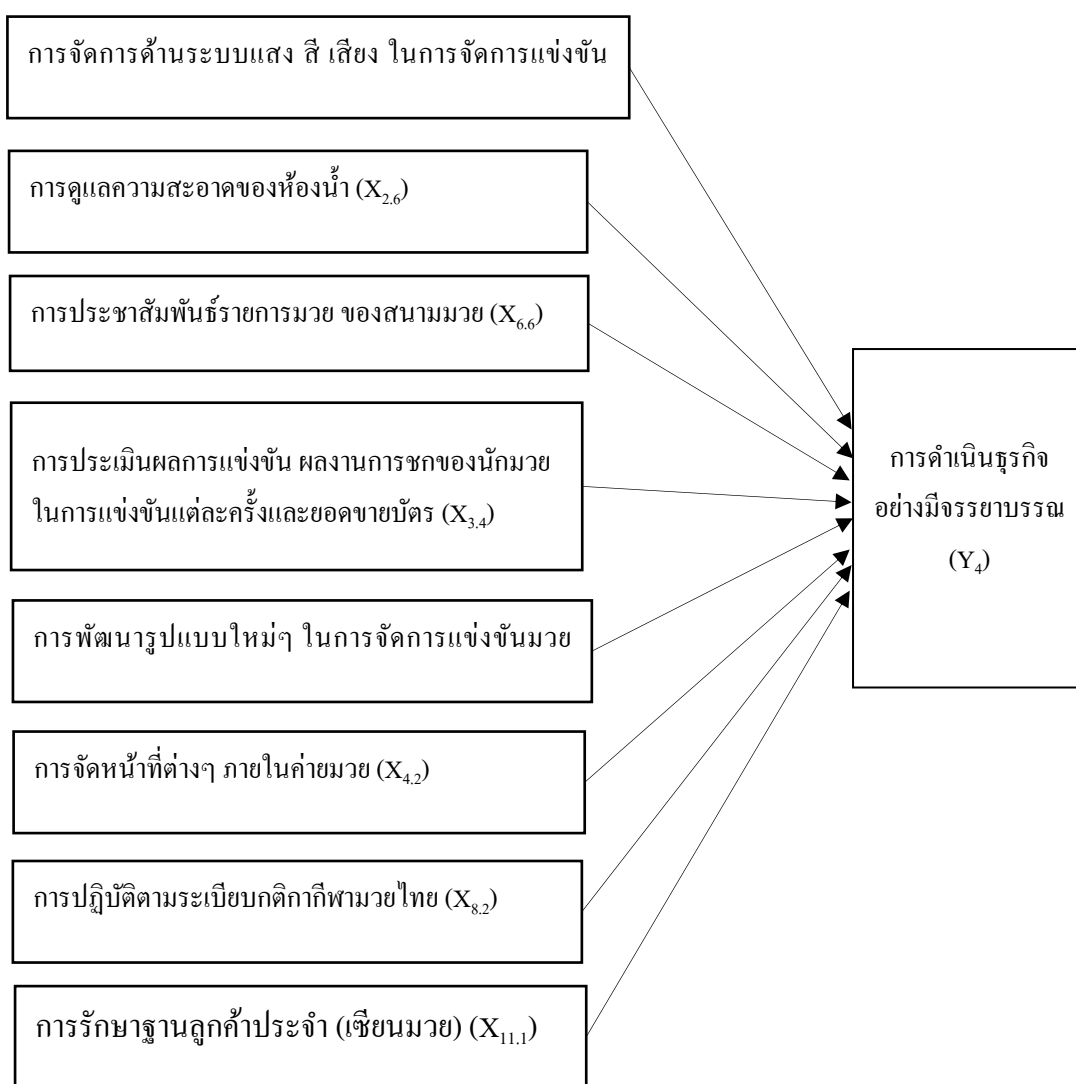 การจัดการด้านระบบแสง สี เสียง ในการจัดการแข่งขัน
การดูแลความสะอาดของห้องน้ำ (X2.6)
การประชาสัมพันธ์รายการมวย ของสนามมวย (X6.6)
การประเมินผลการแข่งขัน ผลงานการชกของนักมวย
ในการแข่งขันแต่ละครั้งและยอดขายบัตร (X3.4)
การพัฒนารูปแบบใหม่ๆ ในการจัดการแข่งขันมวย
การจัดหน้าที่ต่างๆ ภายในค่ายมวย (X4.2)
การปฏิบัติตามระเบียบกติกากีฬามวยไทย (X8.2)
การรักษาฐานลูกค้าประจำ (เซียนมวย) (X11.1)
การดำเนินธุรกิจ
อย่างมีจรรยาบรรณ
(Y4)